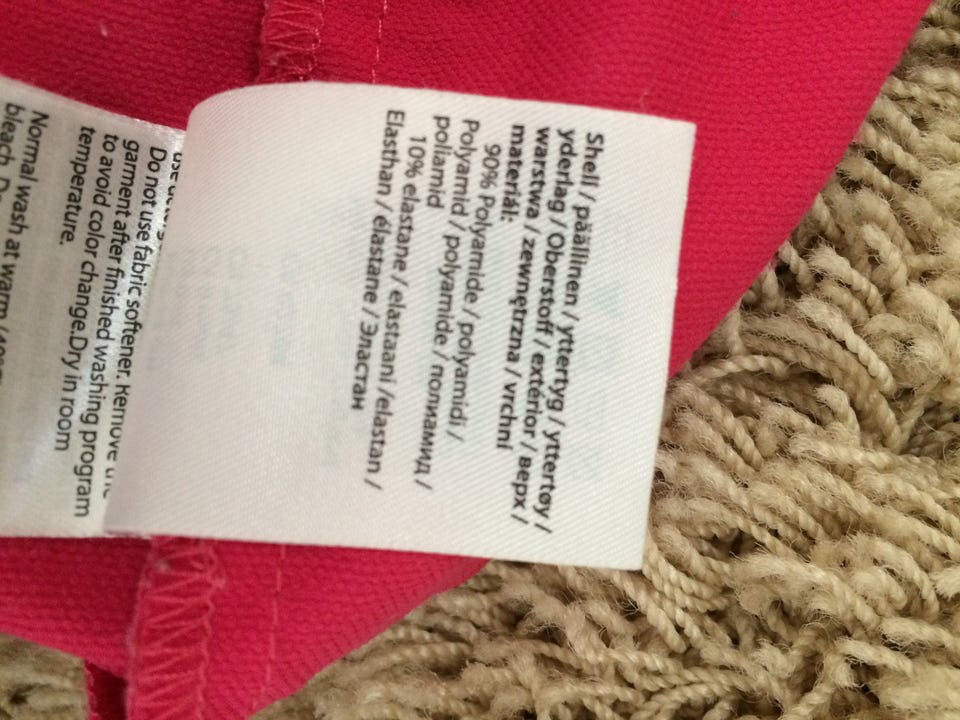 Shell / päällinen / yttertyg / yttertøy /
yderlag / Oberstoff / extérior / верх /
warstwa / zewnętrzna / vrchní
materiál:
90% Polyamide / polyamidi /
Polyamid / polyamide / полиамид /
poliamid
10% elastane / elastaani / elastan /
Elasthan / élastane / Эластан
Do not use fabric softener. Remove the
garment after finished washing program
to avoid color change.Dry in room
temperature.
Normal wash at warm
bleach.